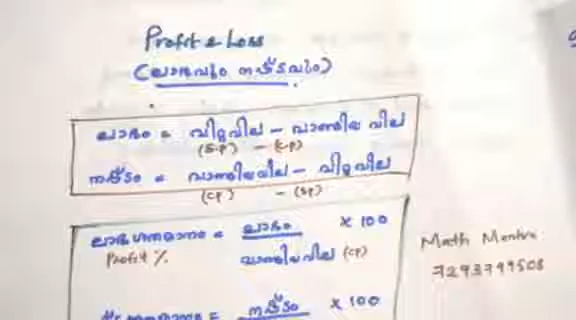 Profit & Loss
(ലാഭവും നഷ്ടവും)
ലാഭം = വിറ്റവില - വാങ്ങിയ വില
(S.P) - (C.P)
നഷ്ടം = വാങ്ങിയവില - വിറ്റവില
(CP) - (SP)
ലാഭശതമാനം = ലാഭം × 100
Profit % വാങ്ങിയവില (CP)
നഷ്ടം × 100
Math Mantra